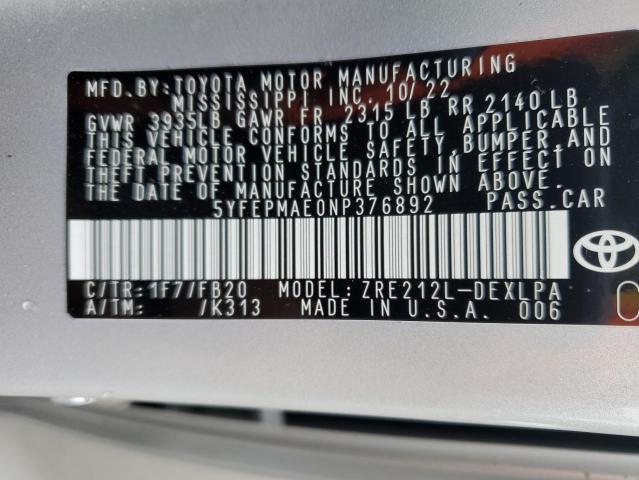 MFD.BY:TOYOTA MOTOR MANUFACTURING
MISSISSIPPI INC. 10/22
GVWR 3935LB GAWR FR 2315 LB RR 2140 LB
THIS VEHICLE CONFORMS TO ALL APPLICABLE
FEDERAL MOTOR VEHICLE SAFETY,BUMPER,AND
THEFT PREVENTION STANDARDS IN EFFECT ON
THE DATE OF MANUFACTURE SHOWN ABOVE.
5YFEPMAE0NP376892 PASS.CAR
C/TR:1F7/FB20 MODEL:ZRE212L-DEXLPA
A/TM: /K313 MADE IN U.S.A. 006
C